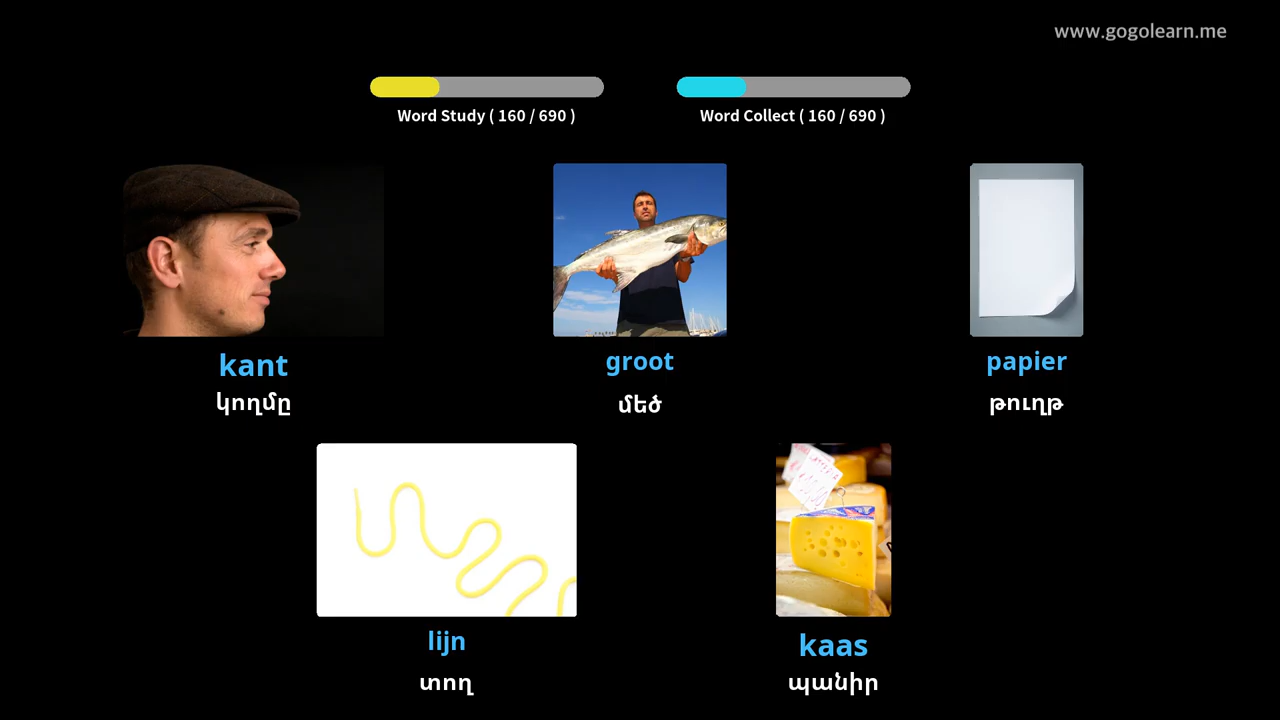 www.gogolearn.me
Word Study ( 160 / 690 )
Word Collect ( 160 / 690 )
kant
կողմը
groot
մեծ
papier
թուղթ
lijn
տող
kaas
պանիր